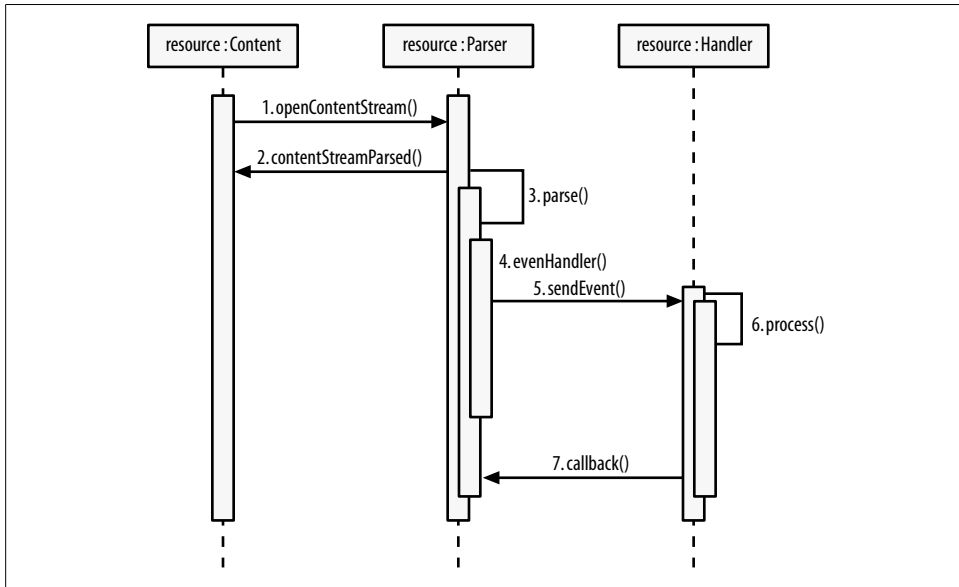 resource : Content
resource : Parser
resource : Handler
1. openContentStream()
2. contentStreamParsed()
3. parse()
4. evenHandler()
5. sendEvent()
6. process()
7. callback()